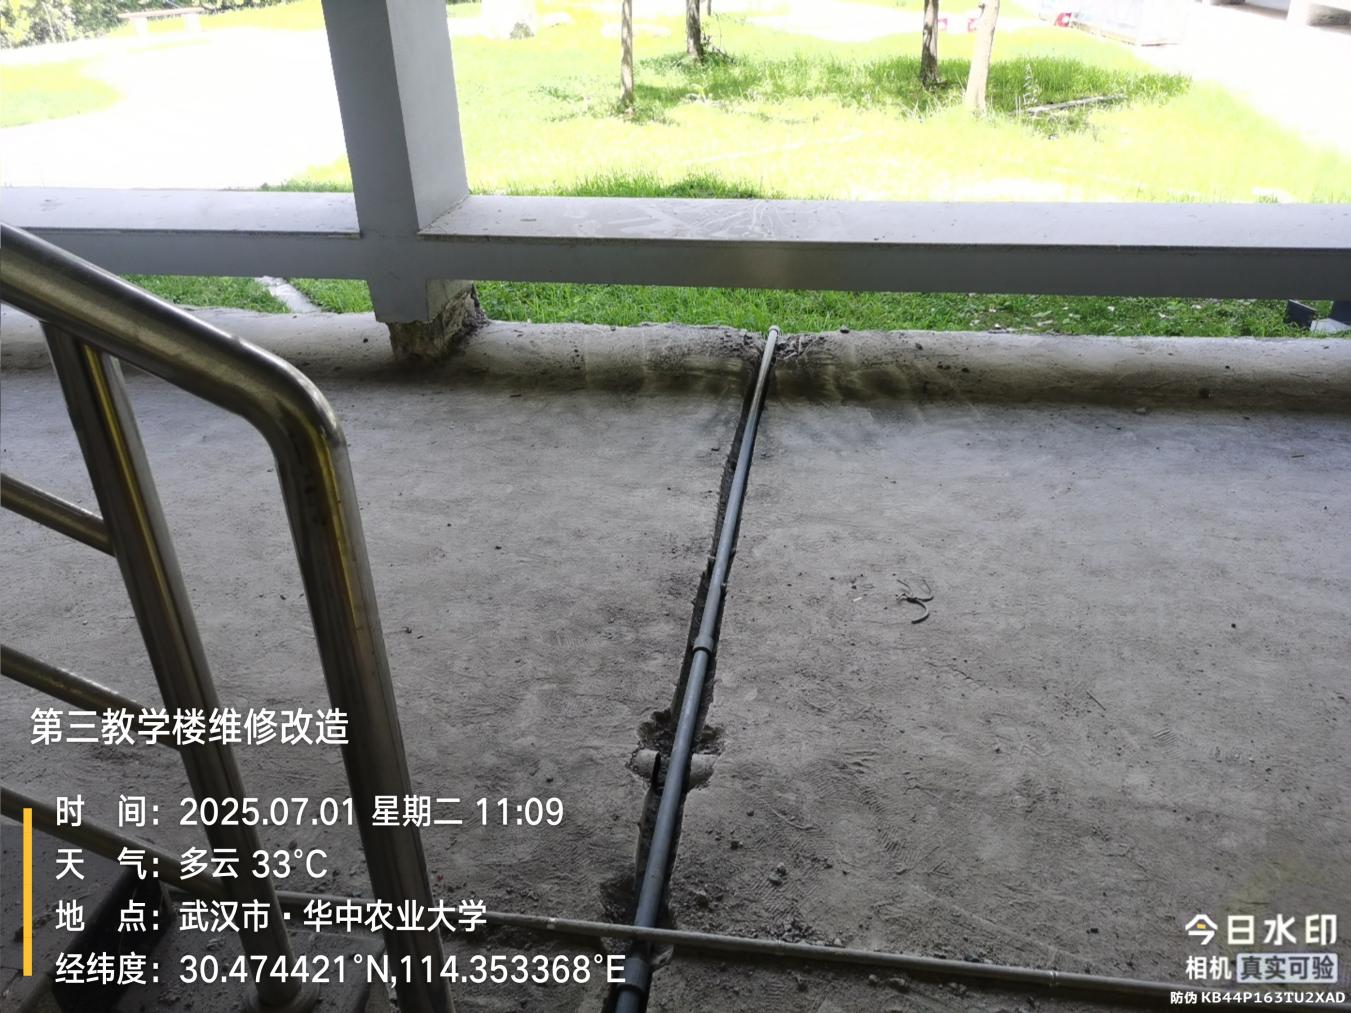 第三教学楼维修改造
时 间：2025.07.01 星期二 11:09
天 气：多云 33°C
地 点：武汉市·华中农业大学
经纬度：30.474421°N,114.353368°E
今日水印
相机 真实可验
防伪 KB44P163TU2XAD